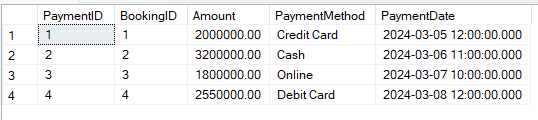 PaymentID BookingID Amount PaymentMethod PaymentDate
1 1 1 2000000.00 Credit Card 2024-03-05 12:00:00.000
2 2 2 3200000.00 Cash 2024-03-06 11:00:00.000
3 3 3 1800000.00 Online 2024-03-07 10:00:00.000
4 4 4 2550000.00 Debit Card 2024-03-08 12:00:00.000